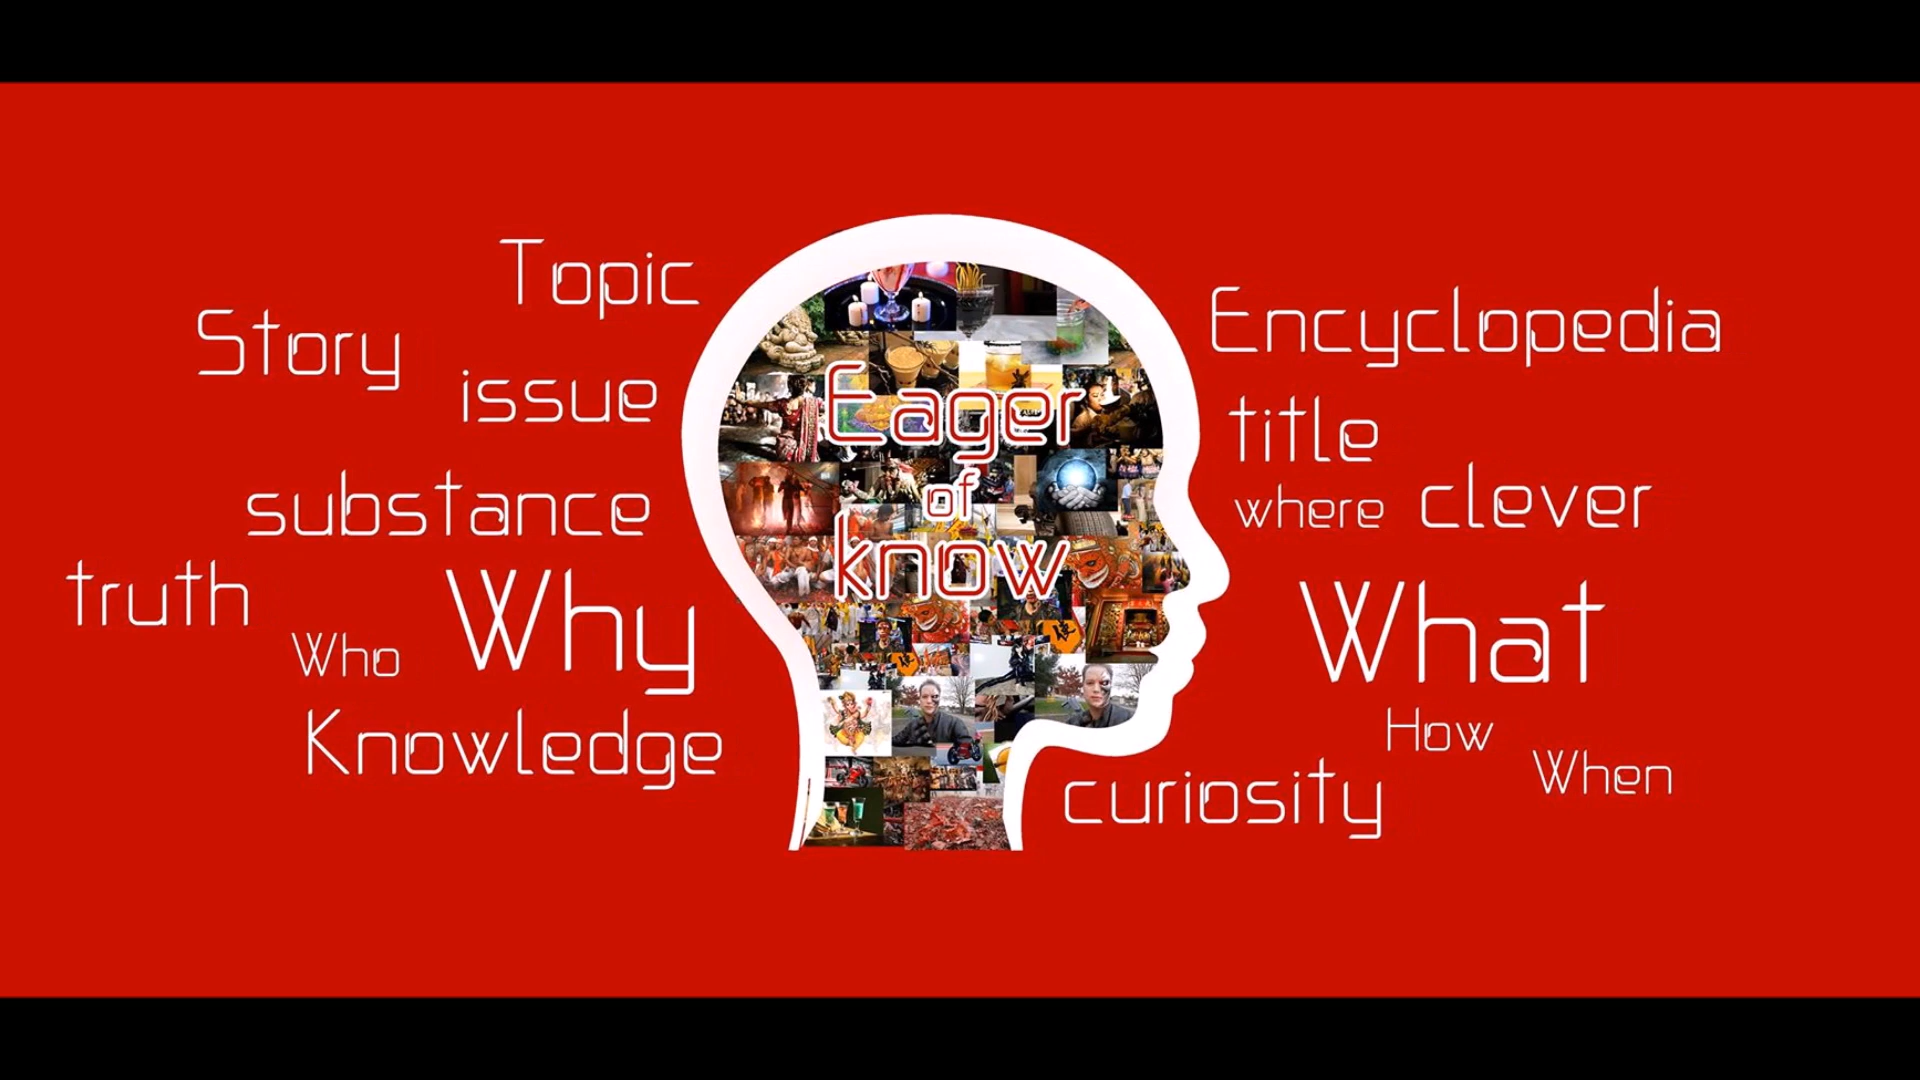 Topic
Story
issue
substance
truth
Why
Who
Knowledge
Eager
of
know
Encyclopedia
title
where clever
What
How
When
curiosity